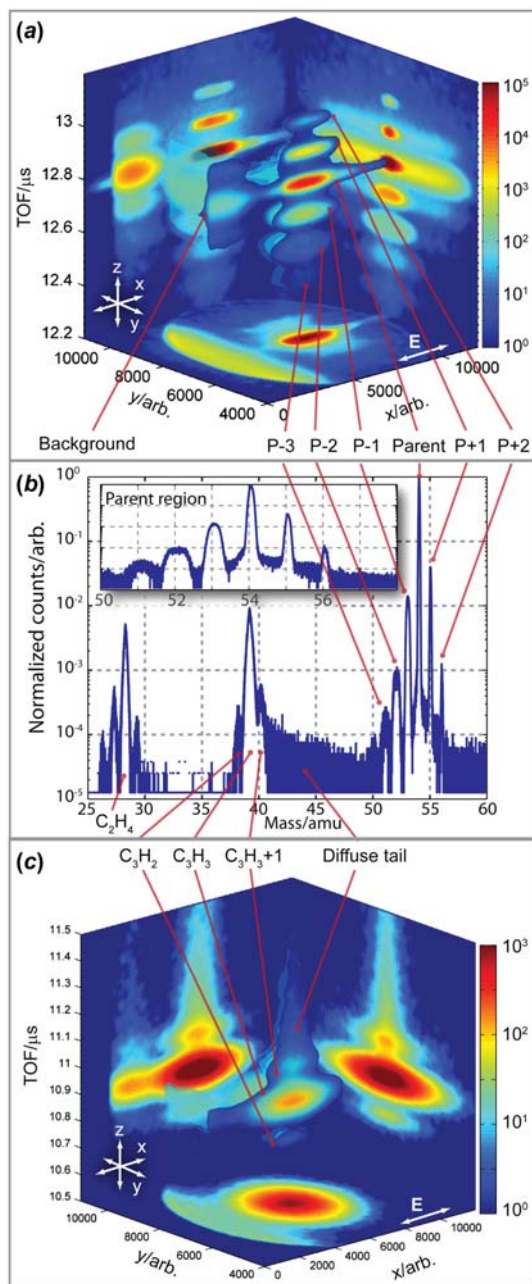 (a)
10⁵
10⁴
10³
10²
10¹
10⁰
TOF/μs
13
12.8
12.6
12.4
12.2
z
x
y
E
10000
8000
6000
4000
y/arb.
0
5000
10000
x/arb.
Background
P-3
P-2
P-1
Parent
P+1
P+2
(b)
Parent region
50
52
54
56
Normalized counts/arb.
10⁰
10⁻¹
10⁻²
10⁻³
10⁻⁴
10⁻⁵
25
30
35
40
45
50
55
60
Mass/amu
C₂H₄
C₃H₂
C₃H₃
C₃H₃+1
Diffuse tail
(c)
10³
10²
10¹
10⁰
TOF/μs
11.5
11.4
11.3
11.2
11.1
11
10.9
10.8
10.7
10.6
10.5
z
x
y
E
10000
8000
6000
4000
y/arb.
0
2000
4000
6000
8000
10000
x/arb.